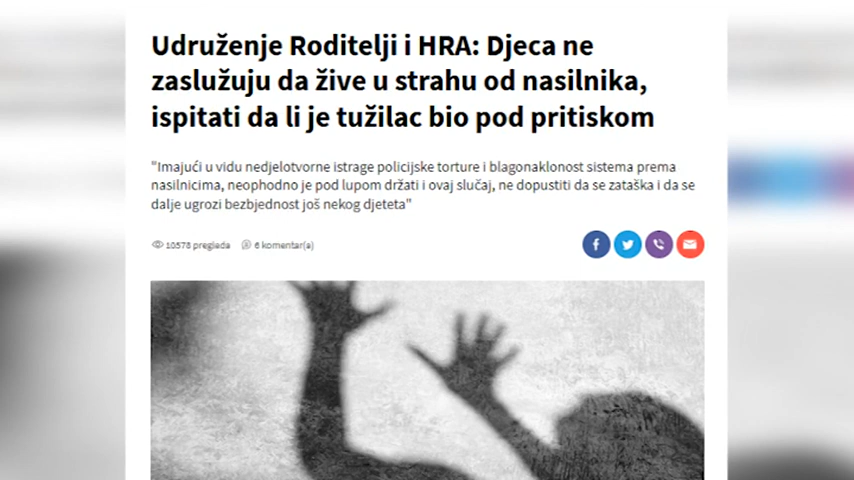 Udruženje Roditelji i HRA: Djeca ne
zaslužuju da žive u strahu od nasilnika,
ispitati da li je tužilac bio pod pritiskom
"Imajući u vidu nedjelotvorne istrage policijske torture i blagonaklonost sistema prema
nasilnicima, neophodno je pod lupom držati i ovaj slučaj, ne dopustiti da se zataška i da se
dalje ugrozi bezbjednost još nekog djeteta"
10578 pregleda 6 komentar(a)